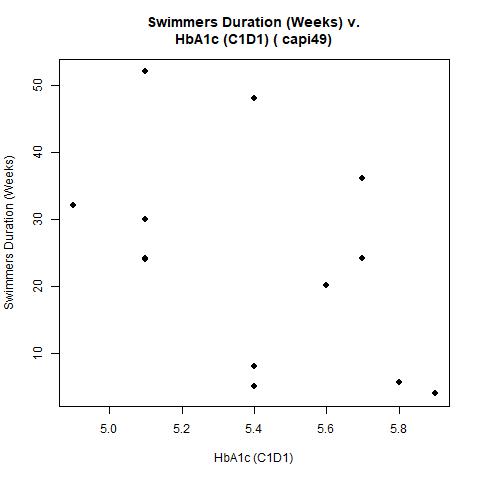 Swimmers Duration (Weeks) v.
HbA1c (C1D1) ( capi49)
Swimmers Duration (Weeks)
50
40
30
20
10
5.0 5.2 5.4 5.6 5.8
HbA1c (C1D1)